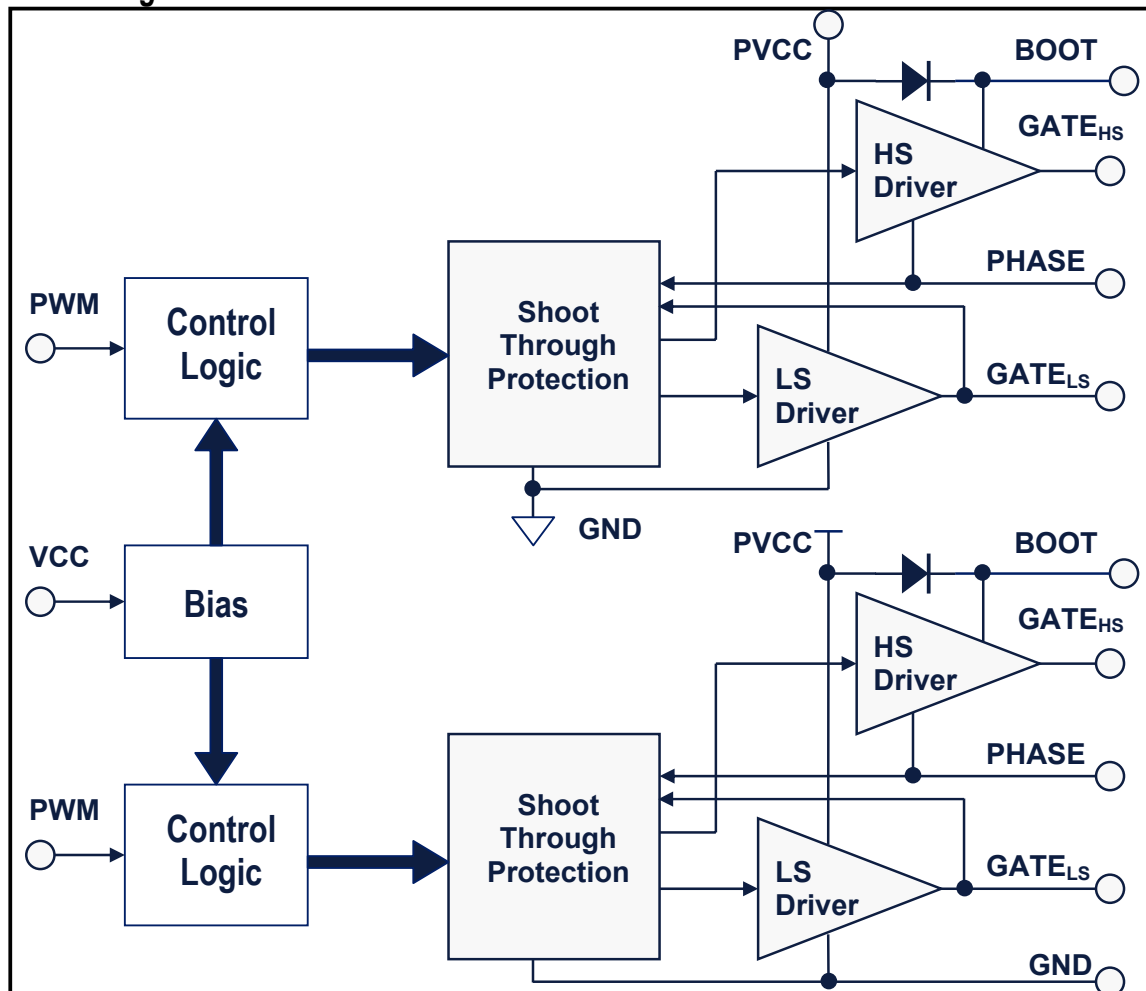 PVCC
BOOT
GATEHS
HS
Driver
PHASE
PWM
Control
Logic
Shoot
Through
Protection
LS
Driver
GATELS
GND
VCC
Bias
PVCC
BOOT
GATEHS
HS
Driver
PHASE
PWM
Control
Logic
Shoot
Through
Protection
LS
Driver
GATELS
GND